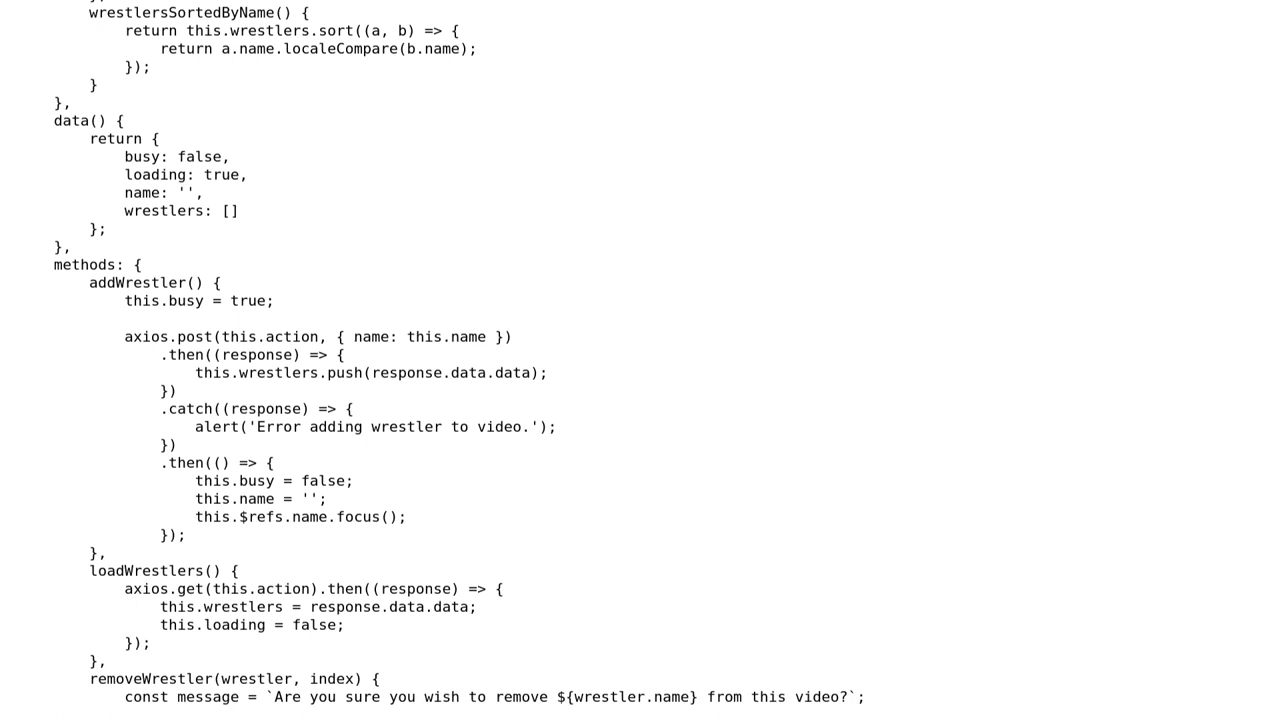 wrestlersSortedByName() {
return this.wrestlers.sort((a, b) => {
return a.name.localeCompare(b.name);
});
}
},
data() {
return {
busy: false,
loading: true,
name: '',
wrestlers: []
};
},
methods: {
addWrestler() {
this.busy = true;
axios.post(this.action, { name: this.name })
.then((response) => {
this.wrestlers.push(response.data.data);
})
.catch((response) => {
alert('Error adding wrestler to video.');
})
.then(() => {
this.busy = false;
this.name = '';
this.$refs.name.focus();
});
},
loadWrestlers() {
axios.get(this.action).then((response) => {
this.wrestlers = response.data.data;
this.loading = false;
});
},
removeWrestler(wrestler, index) {
const message = `Are you sure you wish to remove ${wrestler.name} from this video?`;